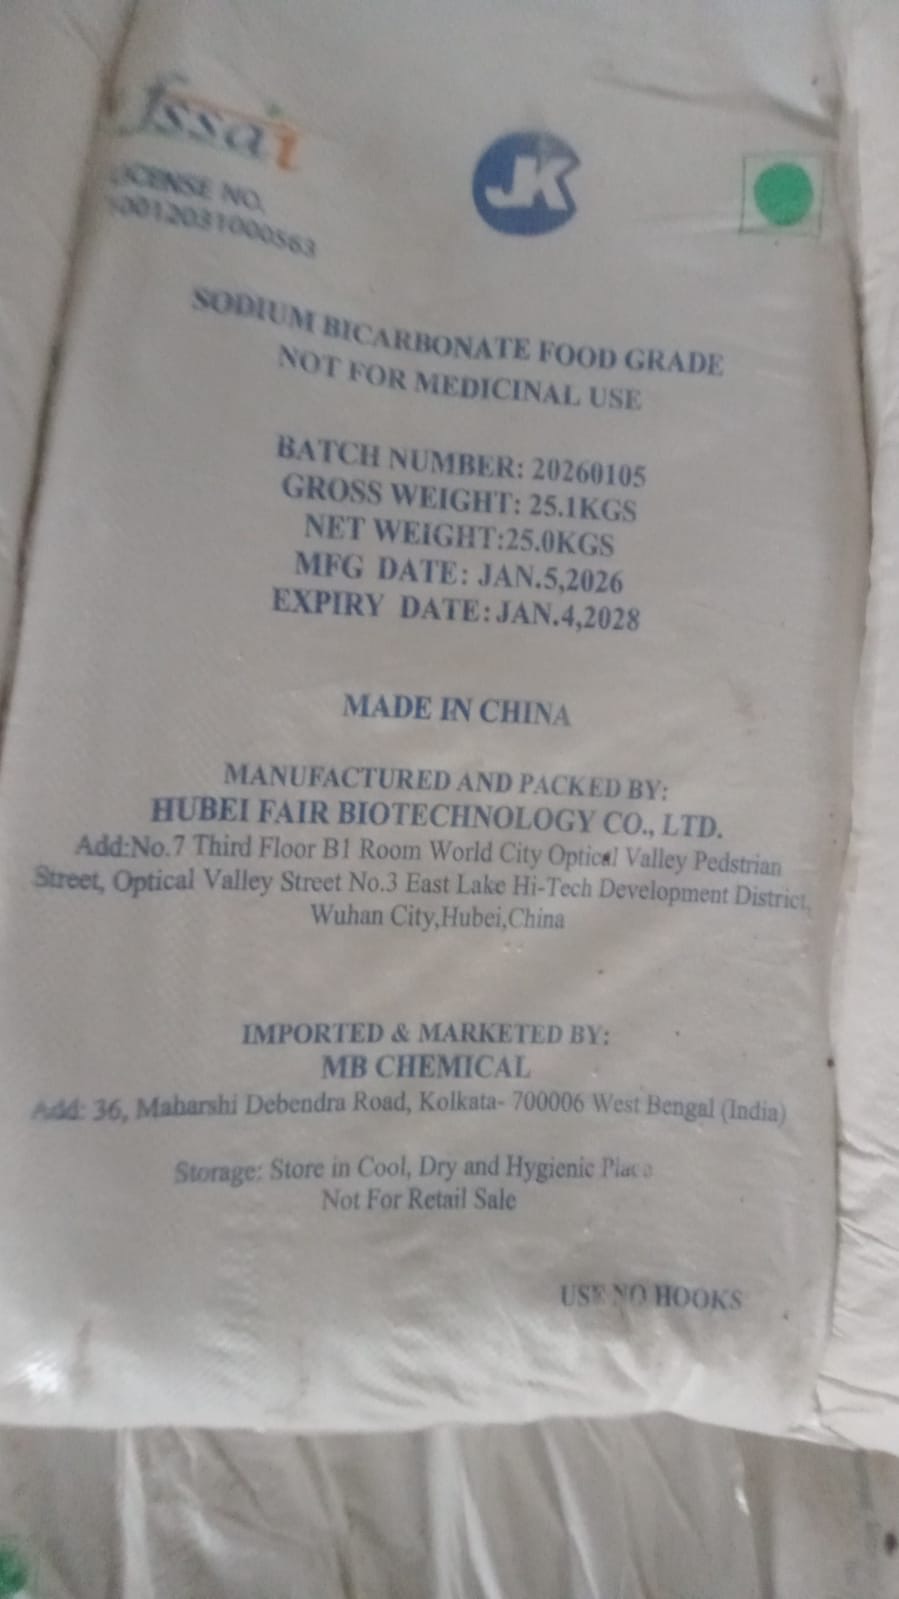 fssai
LICENSE NO.
JK
SODIUM BICARBONATE FOOD GRADE
NOT FOR MEDICINAL USE
BATCH NUMBER: 20260105
GROSS WEIGHT: 25.1KGS
NET WEIGHT:25.0KGS
MFG DATE: JAN.5,2026
EXPIRY DATE:JAN.4,2028
MADE IN CHINA
MANUFACTURED AND PACKED BY:
HUBEI FAIR BIOTECHNOLOGY CO., LTD.
Add:No.7 Third Floor B1 Room World City Optical Valley Pedstrian
Street, Optical Valley Street No.3 East Lake Hi-Tech Development District,
Wuhan City,Hubei,China
IMPORTED & MARKETED BY:
MB CHEMICAL
Add: 36, Maharshi Debendra Road, Kolkata- 700006 West Bengal (India)
Storage: Store in Cool, Dry and Hygienic Place
Not For Retail Sale
USE NO HOOKS